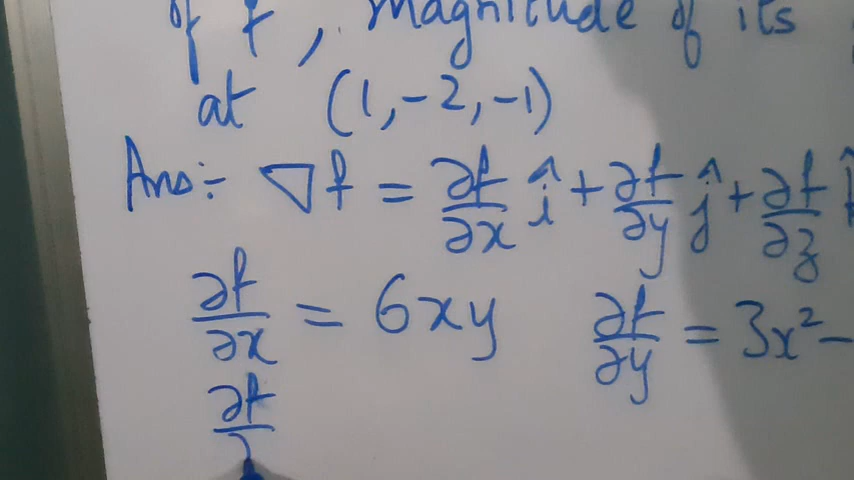 of f, Magnitude of its
at (1, -2, -1)
Ans:- ∇f = ∂f/∂x î + ∂f/∂y ĵ + ∂f/∂z
∂f/∂x = 6xy ∂f/∂y = 3x² -
∂f/